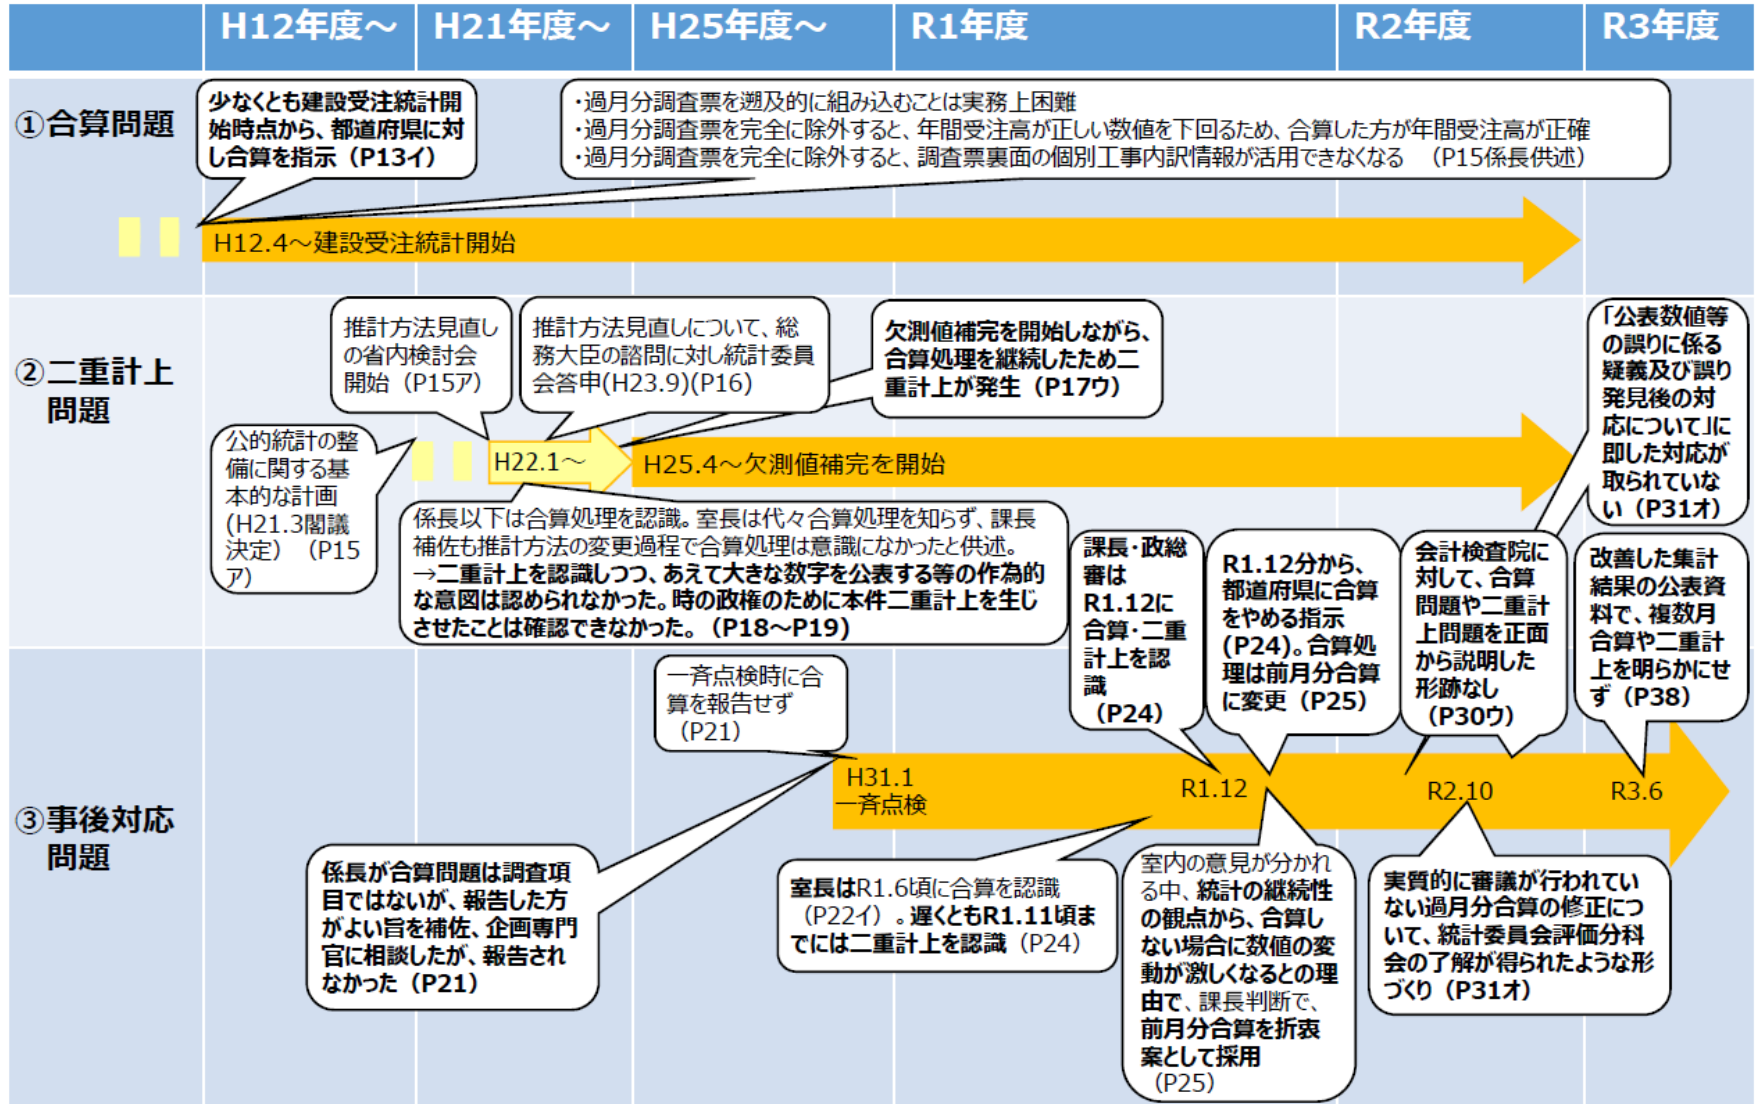 H12年度～
H21年度～
H25年度～
R1年度
R2年度
R3年度
①合算問題
少なくとも建設受注統計開
始時点から、都道府県に対
し合算を指示（P13イ）
・過月分調査票を遡及的に組み込むことは実務上困難
・過月分調査票を完全に除外すると、年間受注高が正しい数値を下回るため、合算した方が年間受注高が正確
・過月分調査票を完全に除外すると、調査票裏面の個別工事内訳情報が活用できなくなる　（P15係長供述）
H12.4～建設受注統計開始
②二重計上
問題
公的統計の整
備に関する基
本的な計画
(H21.3閣議
決定）（P15
ア）
推計方法見直し
の省内検討会
開始（P15ア）
推計方法見直しについて、総
務大臣の諮問に対し統計委員
会答申(H23.9)(P16）
欠測値補完を開始しながら、
合算処理を継続したため二
重計上が発生（P17ウ）
「公表数値等
の誤りに係る
疑義及び誤り
発見後の対
応について」に
即した対応が
取られていな
い（P31オ）
H22.1～
H25.4～欠測値補完を開始
係長以下は合算処理を認識。室長は代々合算処理を知らず、課長
補佐も推計方法の変更過程で合算処理は意識になかったと供述。
→二重計上を認識しつつ、あえて大きな数字を公表する等の作為的
な意図は認められなかった。時の政権のために本件二重計上を生じ
させたことは確認できなかった。（P18～P19）
③事後対応
問題
一斉点検時に合
算を報告せず
（P21）
課長・政総
審は
R1.12に
合算・二重
計上を認
識
（P24）
R1.12分から、
都道府県に合算
をやめる指示
(P24)。合算処
理は前月分合算
に変更（P25）
会計検査院に
対して、合算
問題や二重計
上問題を正面
から説明した
形跡なし
（P30ウ）
改善した集計
結果の公表資
料で、複数月
合算や二重計
上を明らかにせ
ず（P38）
H31.1
一斉点検
R1.12
R2.10
R3.6
係長が合算問題は調査項
目ではないが、報告した方
がよい旨を補佐、企画専門
官に相談したが、報告され
なかった（P21）
室長はR1.6頃に合算を認識
（P22イ）。遅くともR1.11頃ま
でには二重計上を認識（P24）
室内の意見が分かれ
る中、統計の継続性
の観点から、合算し
ない場合に数値の変
動が激しくなるとの理
由で、課長判断で、
前月分合算を折衷
案として採用
（P25）
実質的に審議が行われてい
ない過月分合算の修正につ
いて、統計委員会評価分科
会の了解が得られたような形
づくり（P31オ）